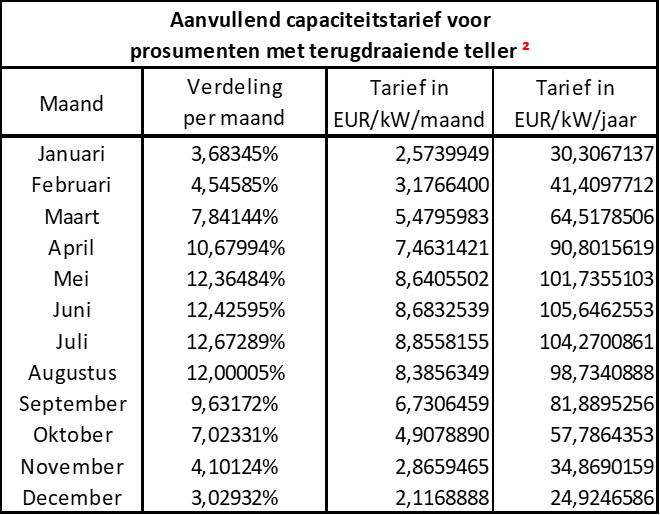 Aanvullend capaciteitstarief voor
prosumenten met terugdraaiende teller ²
Maand Verdeling per maand Tarief in EUR/kW/maand Tarief in EUR/kW/jaar
Januari 3,68345% 2,5739949 30,3067137
Februari 4,54585% 3,1766400 41,4097712
Maart 7,84144% 5,4795983 64,5178506
April 10,67994% 7,4631421 90,8015619
Mei 12,36484% 8,6405502 101,7355103
Juni 12,42595% 8,6832539 105,6462553
Juli 12,67289% 8,8558155 104,2700861
Augustus 12,00005% 8,3856349 98,7340888
September 9,63172% 6,7306459 81,8895256
Oktober 7,02331% 4,9078890 57,7864353
November 4,10124% 2,8659465 34,8690159
December 3,02932% 2,1168888 24,9246586